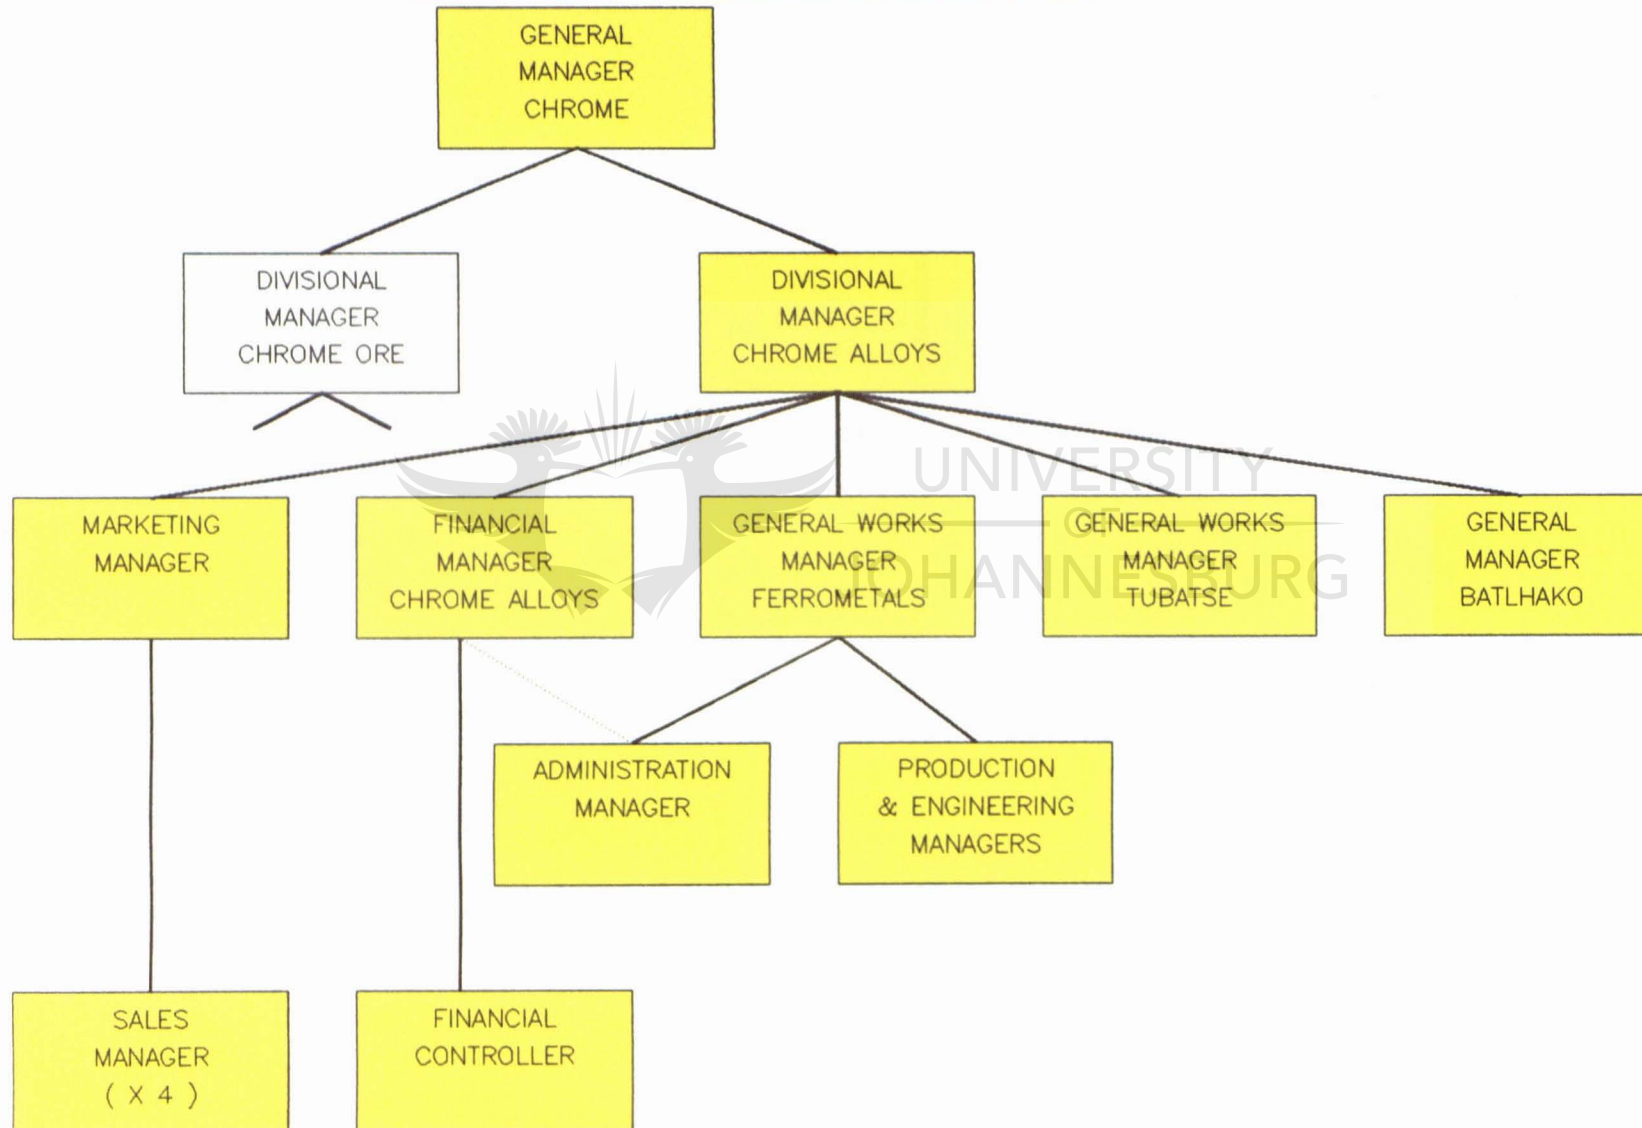 GENERAL
MANAGER
CHROME
DIVISIONAL
MANAGER
CHROME ORE
DIVISIONAL
MANAGER
CHROME ALLOYS
MARKETING
MANAGER
FINANCIAL
MANAGER
CHROME ALLOYS
GENERAL WORKS
MANAGER
FERROMETALS
GENERAL WORKS
MANAGER
TUBATSE
GENERAL
MANAGER
BATLHAKO
UNIVERSITY
OF
JOHANNESBURG
ADMINISTRATION
MANAGER
PRODUCTION
& ENGINEERING
MANAGERS
SALES
MANAGER
( X 4 )
FINANCIAL
CONTROLLER